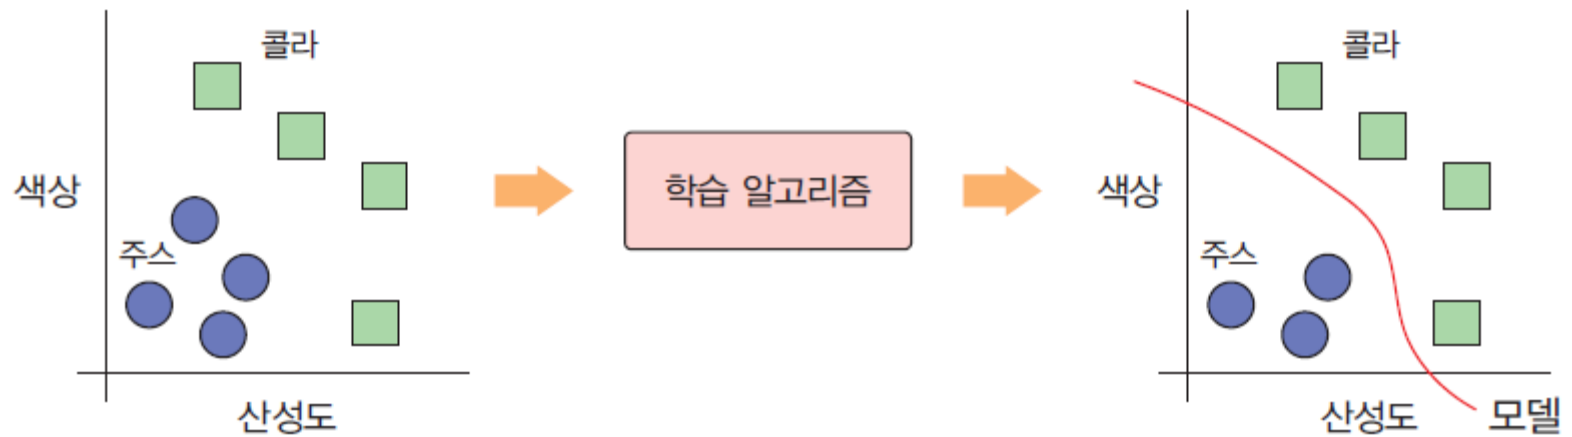 콜라
색상
주스
산성도
학습 알고리즘
콜라
색상
주스
산성도
모델